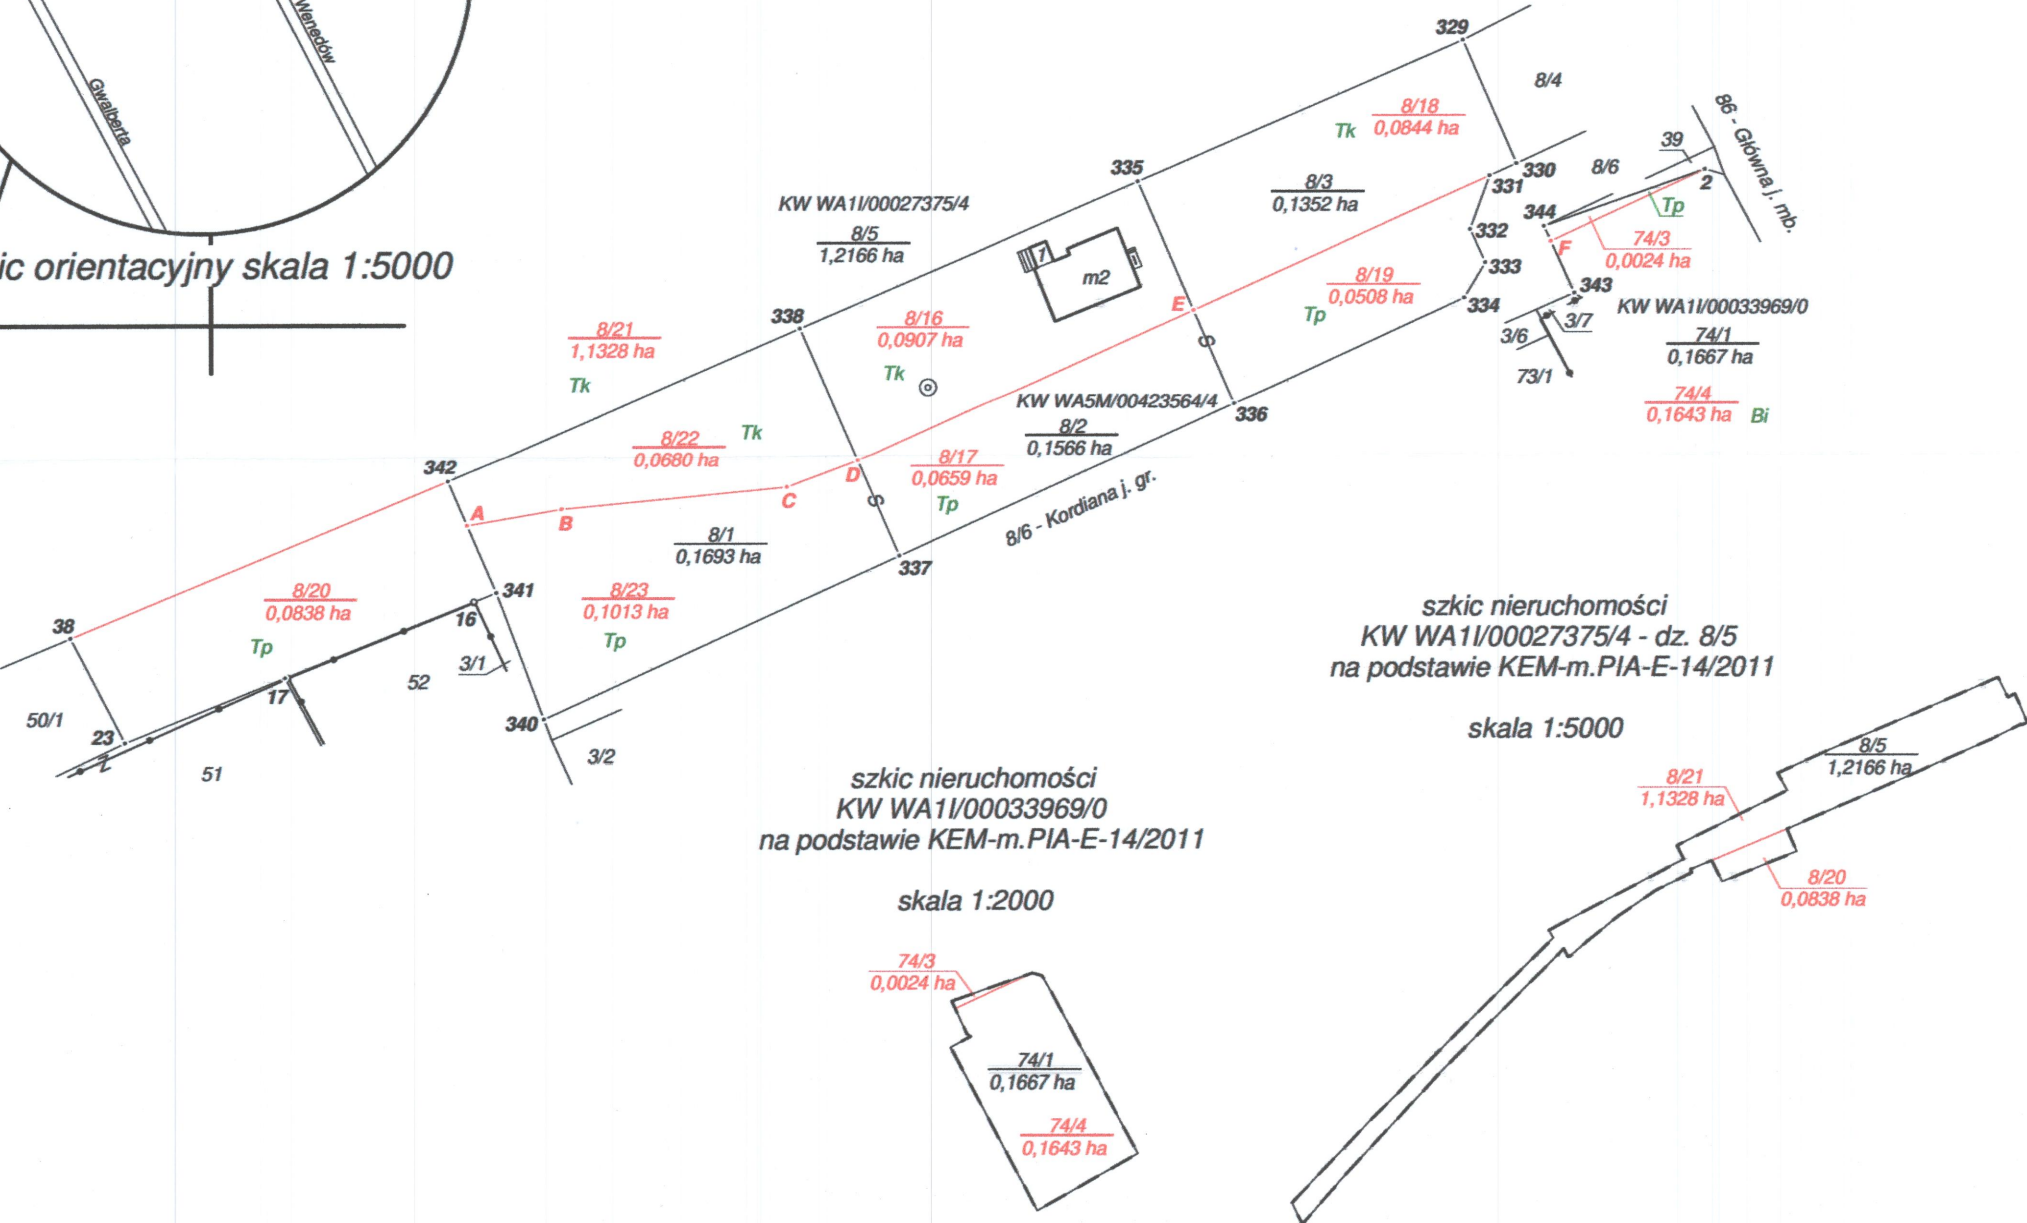 Gwalberta
Wenedów
ic orientacyjny skala 1:5000
329
8/4
8/18
0,0844 ha
Tk
86 - Główna j. mb.
39
330
8/6
335
331
2
8/3
0,1352 ha
KW WA1I/00027375/4
8/5
1,2166 ha
Tp
344
332
F
74/3
0,0024 ha
1
m2
333
8/19
0,0508 ha
343
E
334
Tp
KW WA1I/00033969/0
338
8/16
0,0907 ha
3/7
3/6
74/1
0,1667 ha
8/21
1,1328 ha
S
Tk
Tk
73/1
74/4
0,1643 ha
Bi
KW WA5M/00423564/4
336
8/2
0,1566 ha
8/22
0,0680 ha
Tk
342
D
8/17
0,0659 ha
C
S
Tp
A
B
8/6 - Kordiana j. gr.
8/1
0,1693 ha
337
8/20
0,0838 ha
341
8/23
0,1013 ha
16
38
Tp
Tp
3/1
52
17
50/1
340
23
Z
51
3/2
szkic nieruchomości
KW WA1I/00027375/4 - dz. 8/5
na podstawie KEM-m.PIA-E-14/2011
skala 1:5000
8/5
1,2166 ha
8/21
1,1328 ha
8/20
0,0838 ha
szkic nieruchomości
KW WA1I/00033969/0
na podstawie KEM-m.PIA-E-14/2011
skala 1:2000
74/3
0,0024 ha
74/1
0,1667 ha
74/4
0,1643 ha